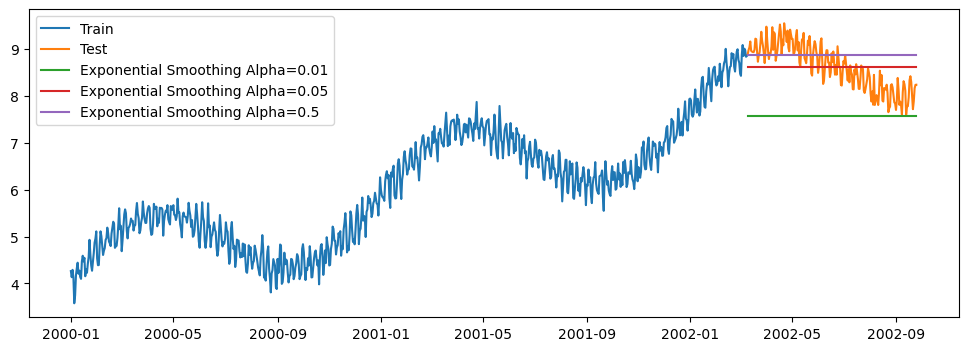 Train
Test
Exponential Smoothing Alpha=0.01
Exponential Smoothing Alpha=0.05
Exponential Smoothing Alpha=0.5
9
8
7
6
5
4
2000-01 2000-05 2000-09 2001-01 2001-05 2001-09 2002-01 2002-05 2002-09